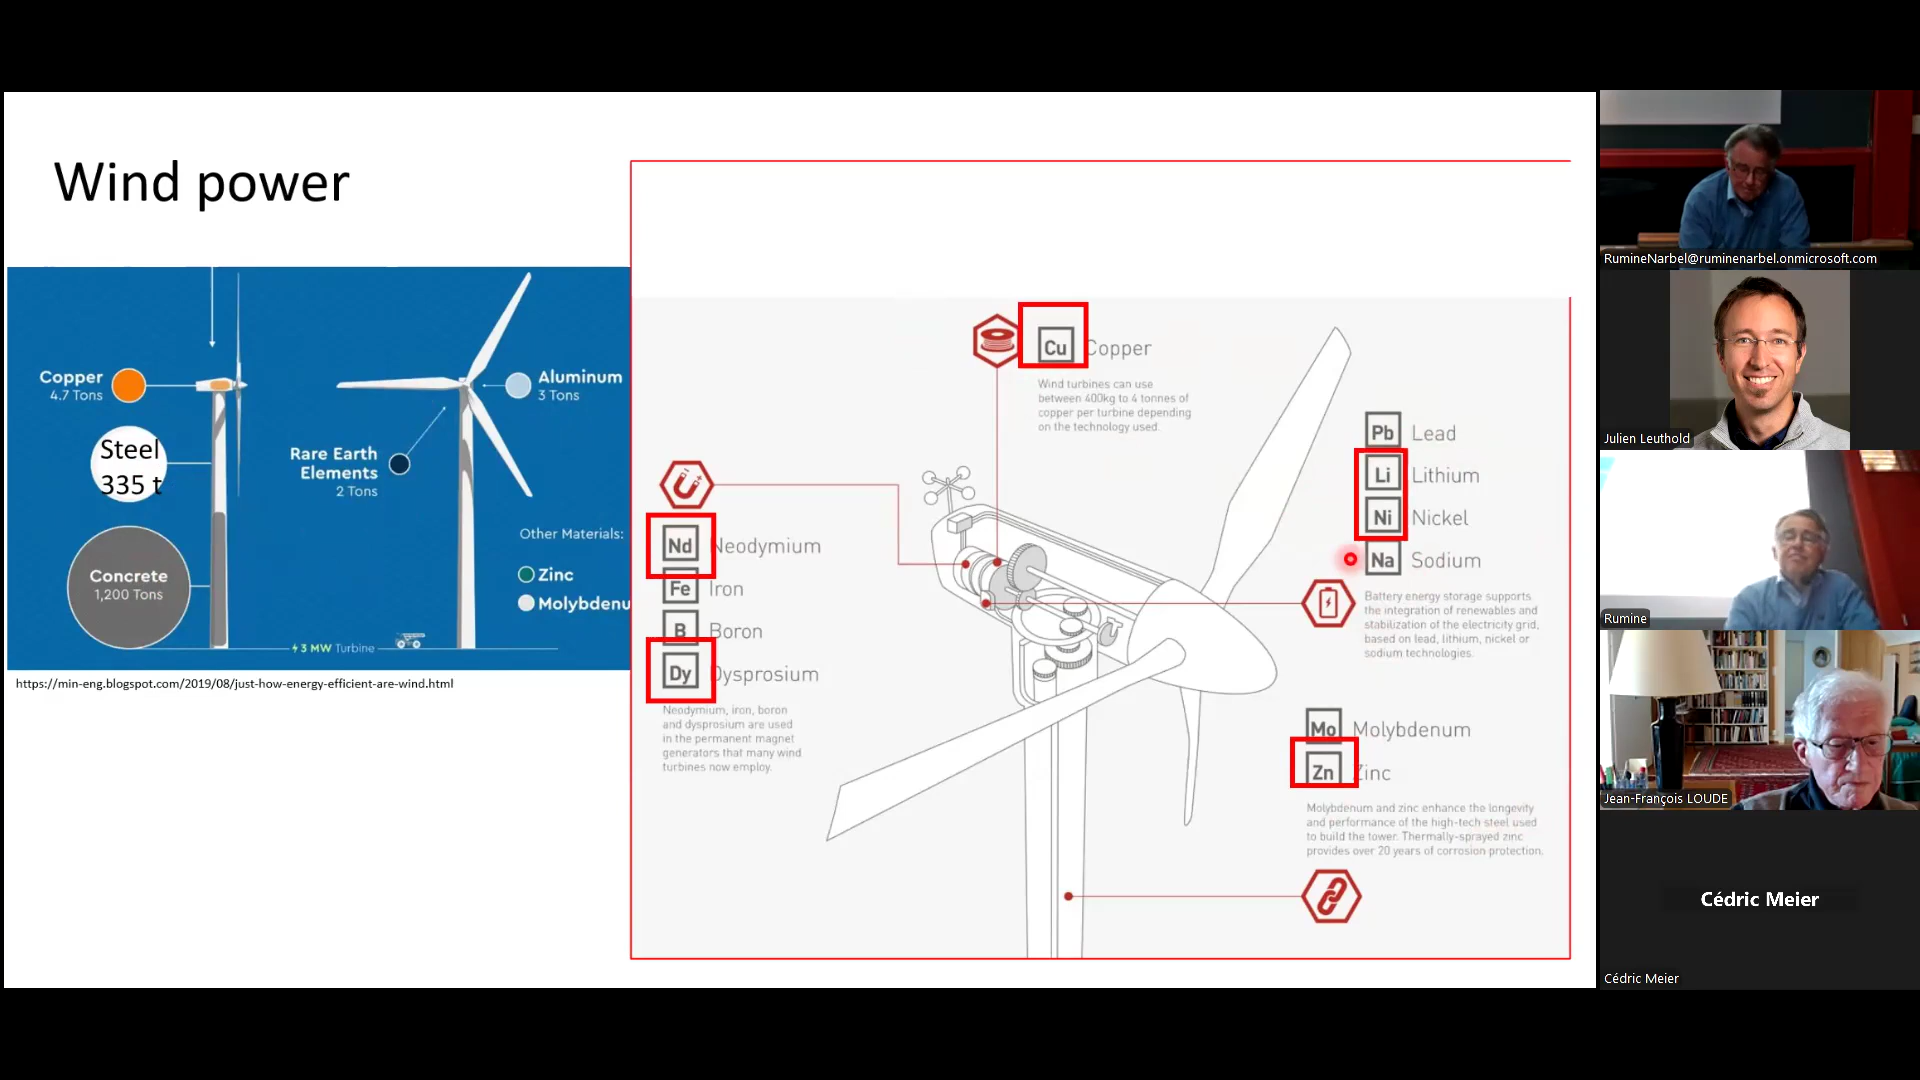 Wind power
Copper
4.7 Tons
Steel
335 t
Concrete
1,200 Tons
Rare Earth
Elements
2 Tons
Aluminum
3 Tons
Other Materials:
Zinc
Molybdenu
3 MW Turbine
https://min-eng.blogspot.com/2019/08/just-how-energy-efficient-are-wind.html
Cu Copper
Wind turbines can use
between 400kg to 4 tonnes of
copper per turbine depending
on the technology used.
Nd Neodymium
Fe Iron
B Boron
Dy Dysprosium
Neodymium, iron, boron
and dysprosium are used
in the permanent magnet
generators that many wind
turbines now employ.
Pb Lead
Li Lithium
Ni Nickel
Na Sodium
Battery energy storage supports
the integration of renewables and
stabilization of the electricity grid,
based on lead, lithium, nickel or
sodium technologies.
Mo Molybdenum
Zn Zinc
Molybdenum and zinc enhance the longevity
and performance of the high-tech steel used
to build the tower. Thermally-sprayed zinc
provides over 20 years of corrosion protection.
RumineNarbel@ruminenarbel.onmicrosoft.com
Julien Leuthold
Rumine
Jean-François LOUDE
Cédric Meier
Cédric Meier